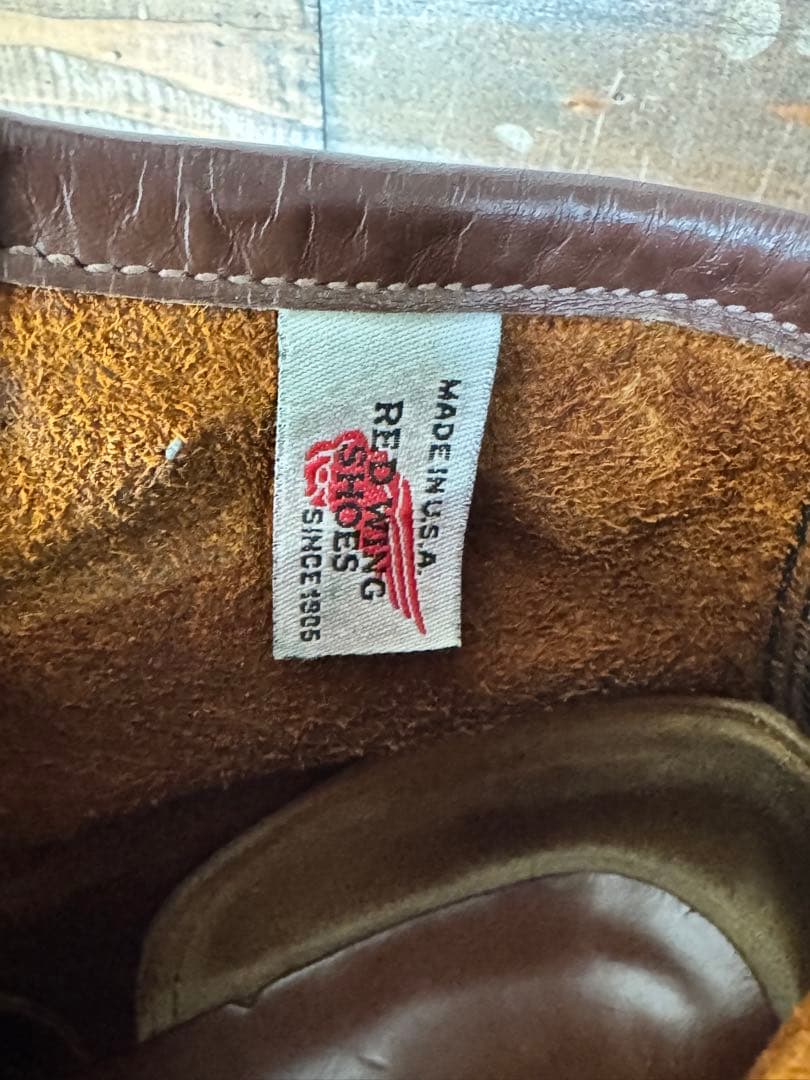 MADE IN U.S.A.
RED WING
SHOES
SINCE 1905